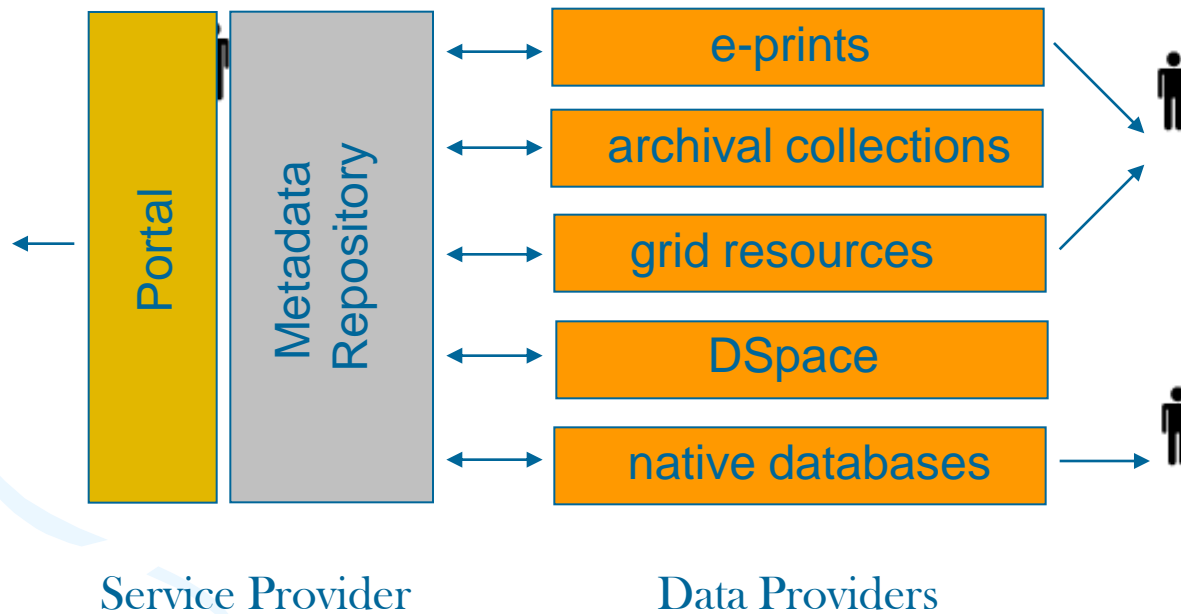 Portal
Metadata
Repository
e-prints
archival collections
grid resources
DSpace
native databases
Service Provider
Data Providers